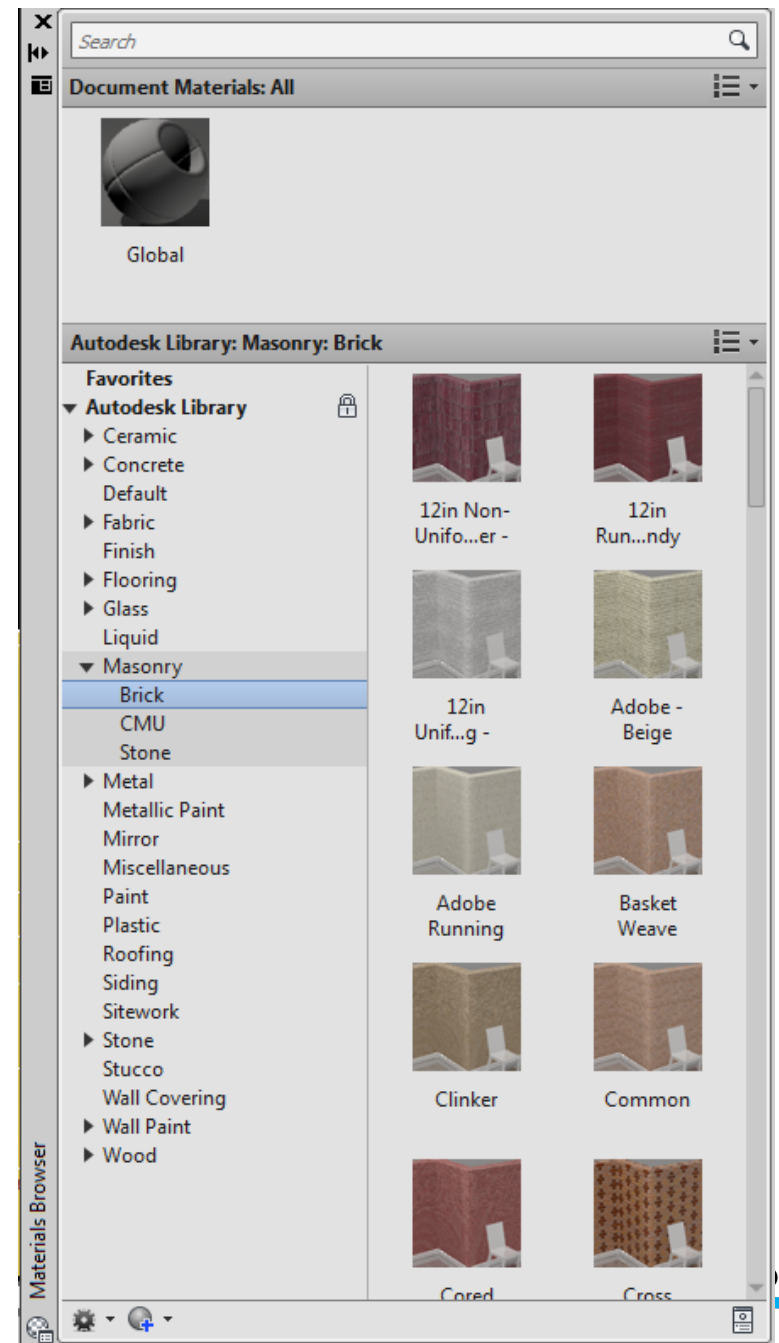 Search
Document Materials: All
Global
Autodesk Library: Masonry: Brick
Favorites
Autodesk Library
Ceramic
Concrete
Default
Fabric
Finish
Flooring
Glass
Liquid
Masonry
Brick
CMU
Stone
Metal
Metallic Paint
Mirror
Miscellaneous
Paint
Plastic
Roofing
Siding
Sitework
Stone
Stucco
Wall Covering
Wall Paint
Wood
12in Non-
Unifo...er -
12in
Run...ndy
12in
Unif...g -
Adobe -
Beige
Adobe
Running
Basket
Weave
Clinker
Common
Cored
Cross
Materials Browser